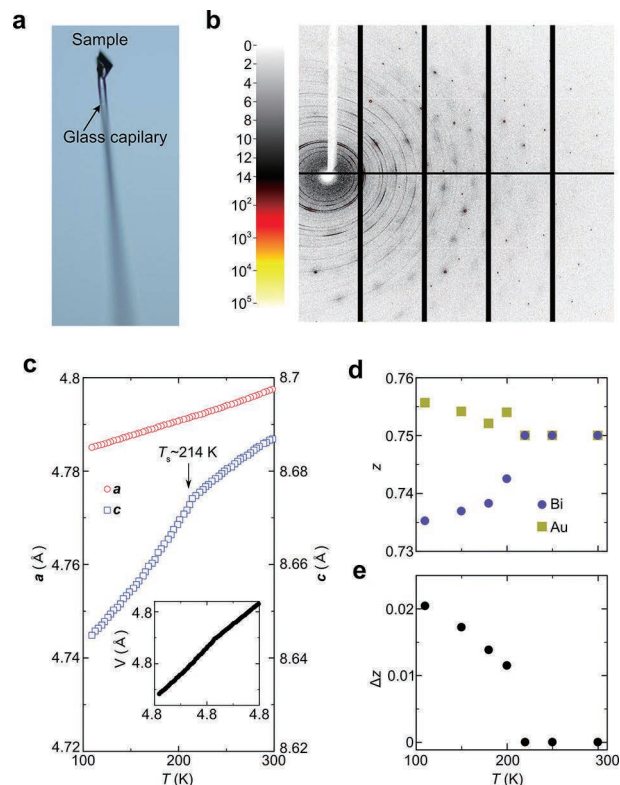 a
Sample
Glass capilary
b
0
2
4
6
8
10
12
14
10²
10³
10⁴
10⁵
c
4.8
4.78
4.76
4.74
4.72
a (Å)
8.7
8.68
8.66
8.64
8.62
c (Å)
Tₛ~214 K
a
c
V (Å)
4.8
4.8
4.8
4.8
4.8
100
200
300
T (K)
d
0.76
0.75
0.74
0.73
z
Bi
Au
e
0.02
0.01
0
Δz
100
200
300
T (K)